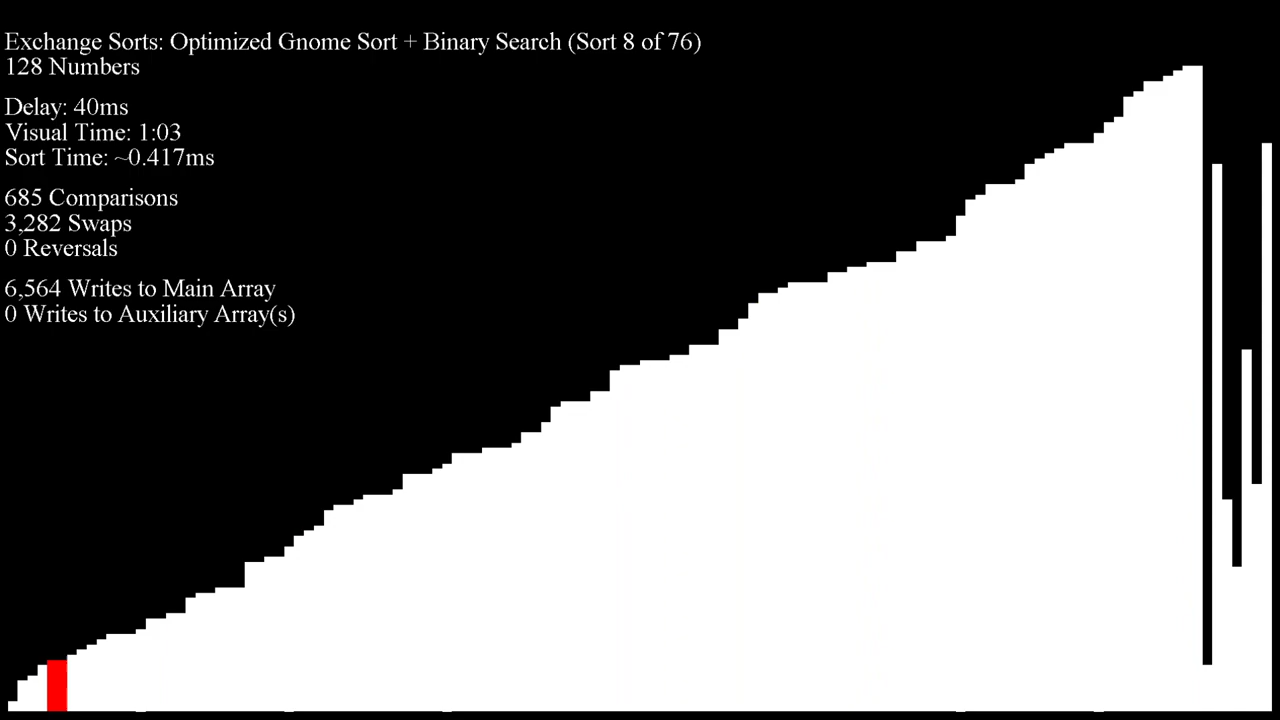 Exchange Sorts: Optimized Gnome Sort + Binary Search (Sort 8 of 76)
128 Numbers
Delay: 40ms
Visual Time: 1:03
Sort Time: ~0.417ms
685 Comparisons
3,282 Swaps
0 Reversals
6,564 Writes to Main Array
0 Writes to Auxiliary Array(s)